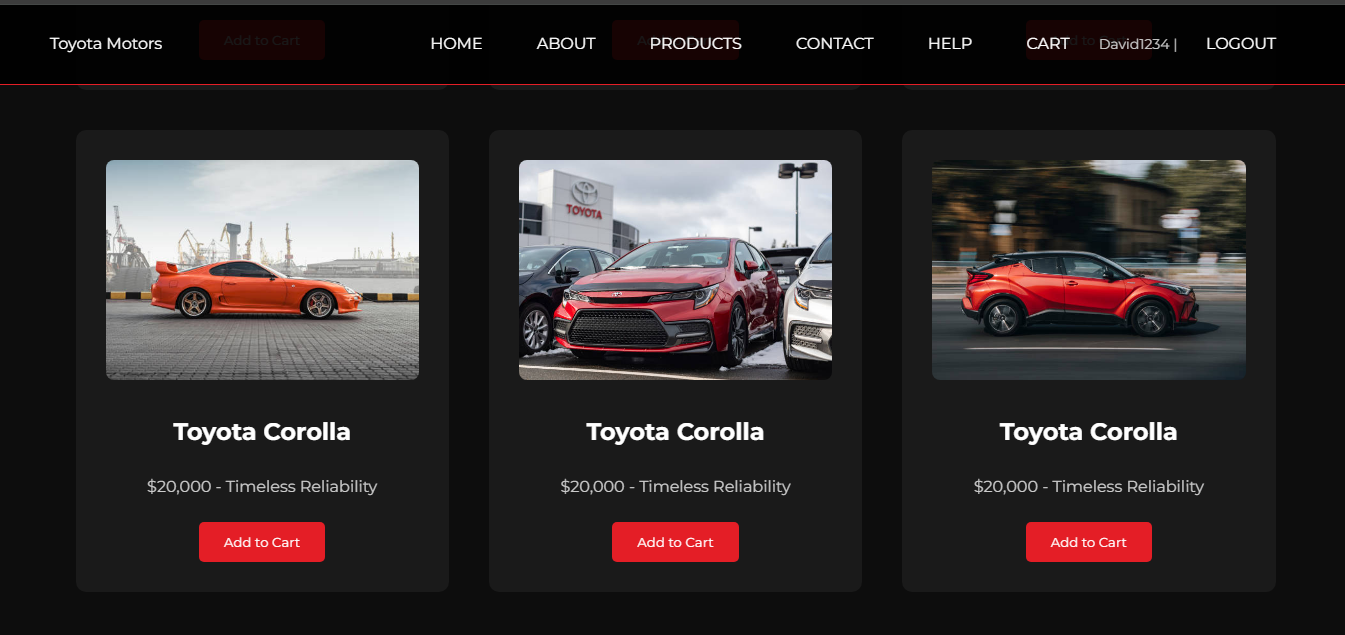 Toyota Motors HOME ABOUT PRODUCTS CONTACT HELP CART David1234 | LOGOUT
Add to Cart
TOYOTA
Toyota Corolla Toyota Corolla Toyota Corolla
$20,000 - Timeless Reliability $20,000 - Timeless Reliability $20,000 - Timeless Reliability
Add to Cart Add to Cart Add to Cart